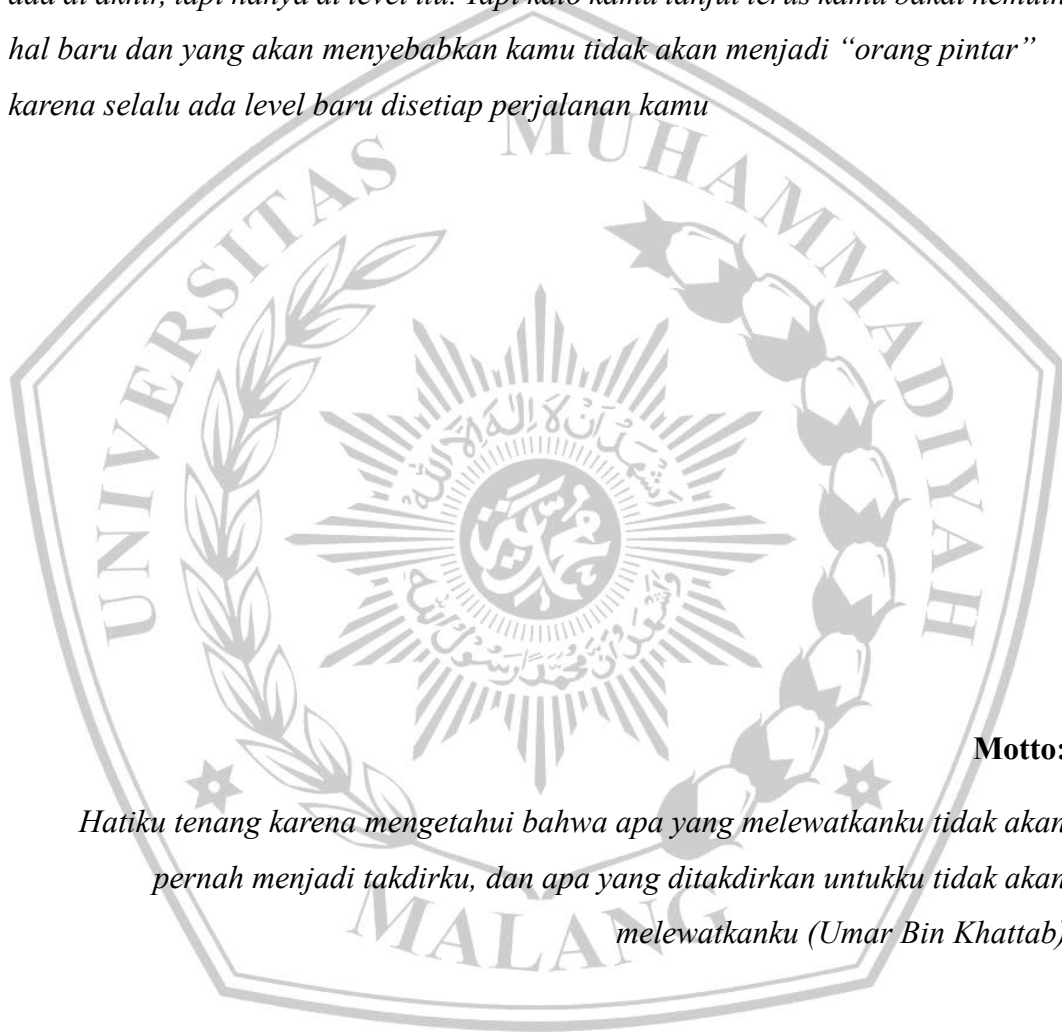 ada di akhir, tapi hanya di level itu. Tapi kalo kamu lanjut terus kamu bakal nemuin
hal baru dan yang akan menyebabkan kamu tidak akan menjadi “orang pintar”
karena selalu ada level baru disetiap perjalanan kamu
UNIVERSITAS MUHAMMADIYAH
MALANG
Motto:
Hatiku tenang karena mengetahui bahwa apa yang melewatkanku tidak akan
pernah menjadi takdirku, dan apa yang ditakdirkan untukku tidak akan
melewatkanku (Umar Bin Khattab)